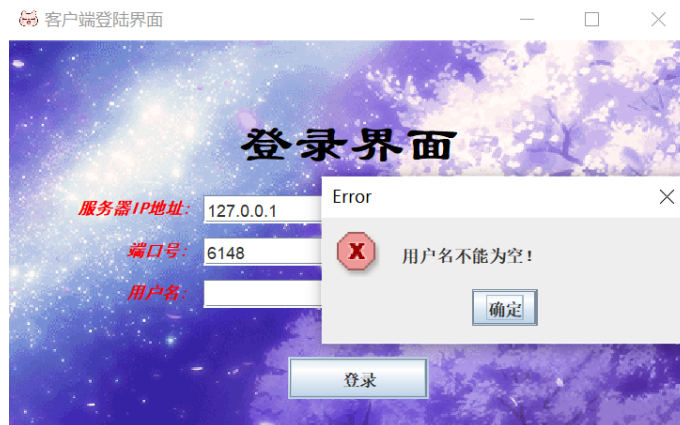 客户端登陆界面
登录界面
Error
服务器IP地址:
127.0.0.1
用户名不能为空!
端口号:
6148
确定
用户名:
登录